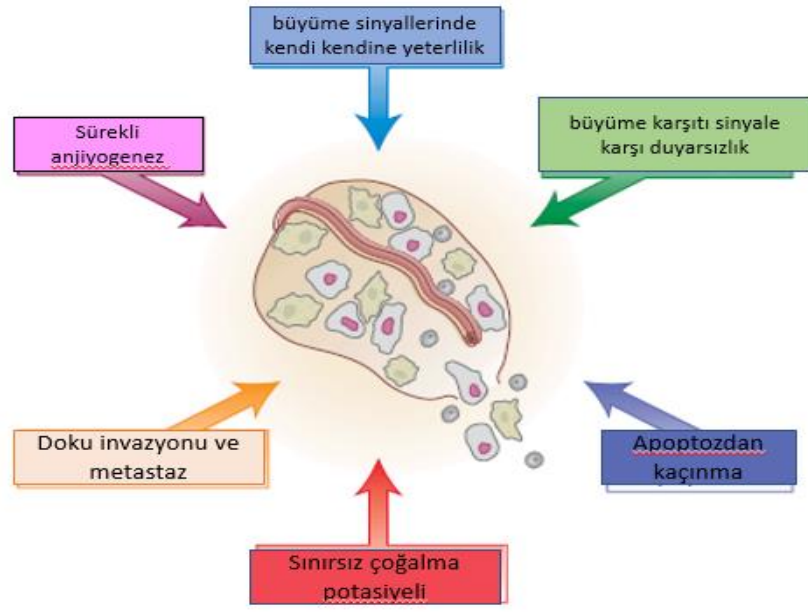 büyüme sinyallerinde
kendi kendine yeterlilik
Sürekli
anjiyogenez
büyüme karşıtı sinyale
karşı duyarsızlık
Doku invazyonu ve
metastaz
Apoptozdan
kaçınma
Sınırsız çoğalma
potasiyeli